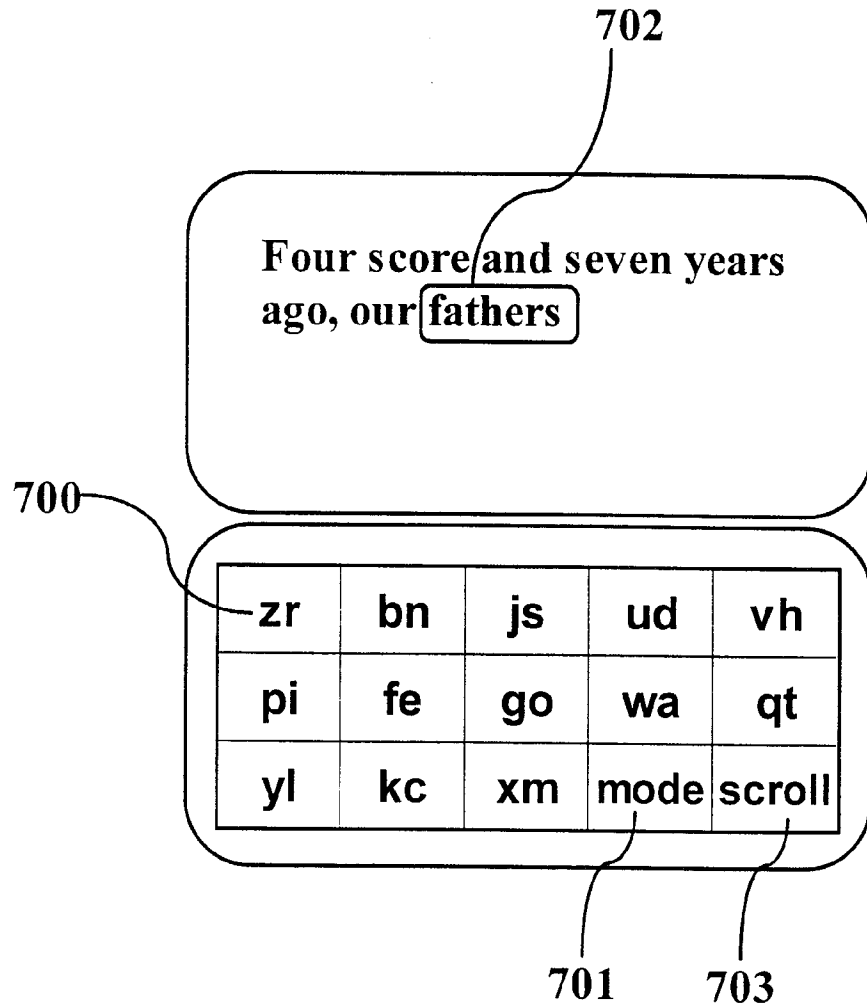 702
Four score and seven years
ago, our fathers
700
zr bn js ud vh
pi fe go wa qt
yl kc xm mode scroll
701 703